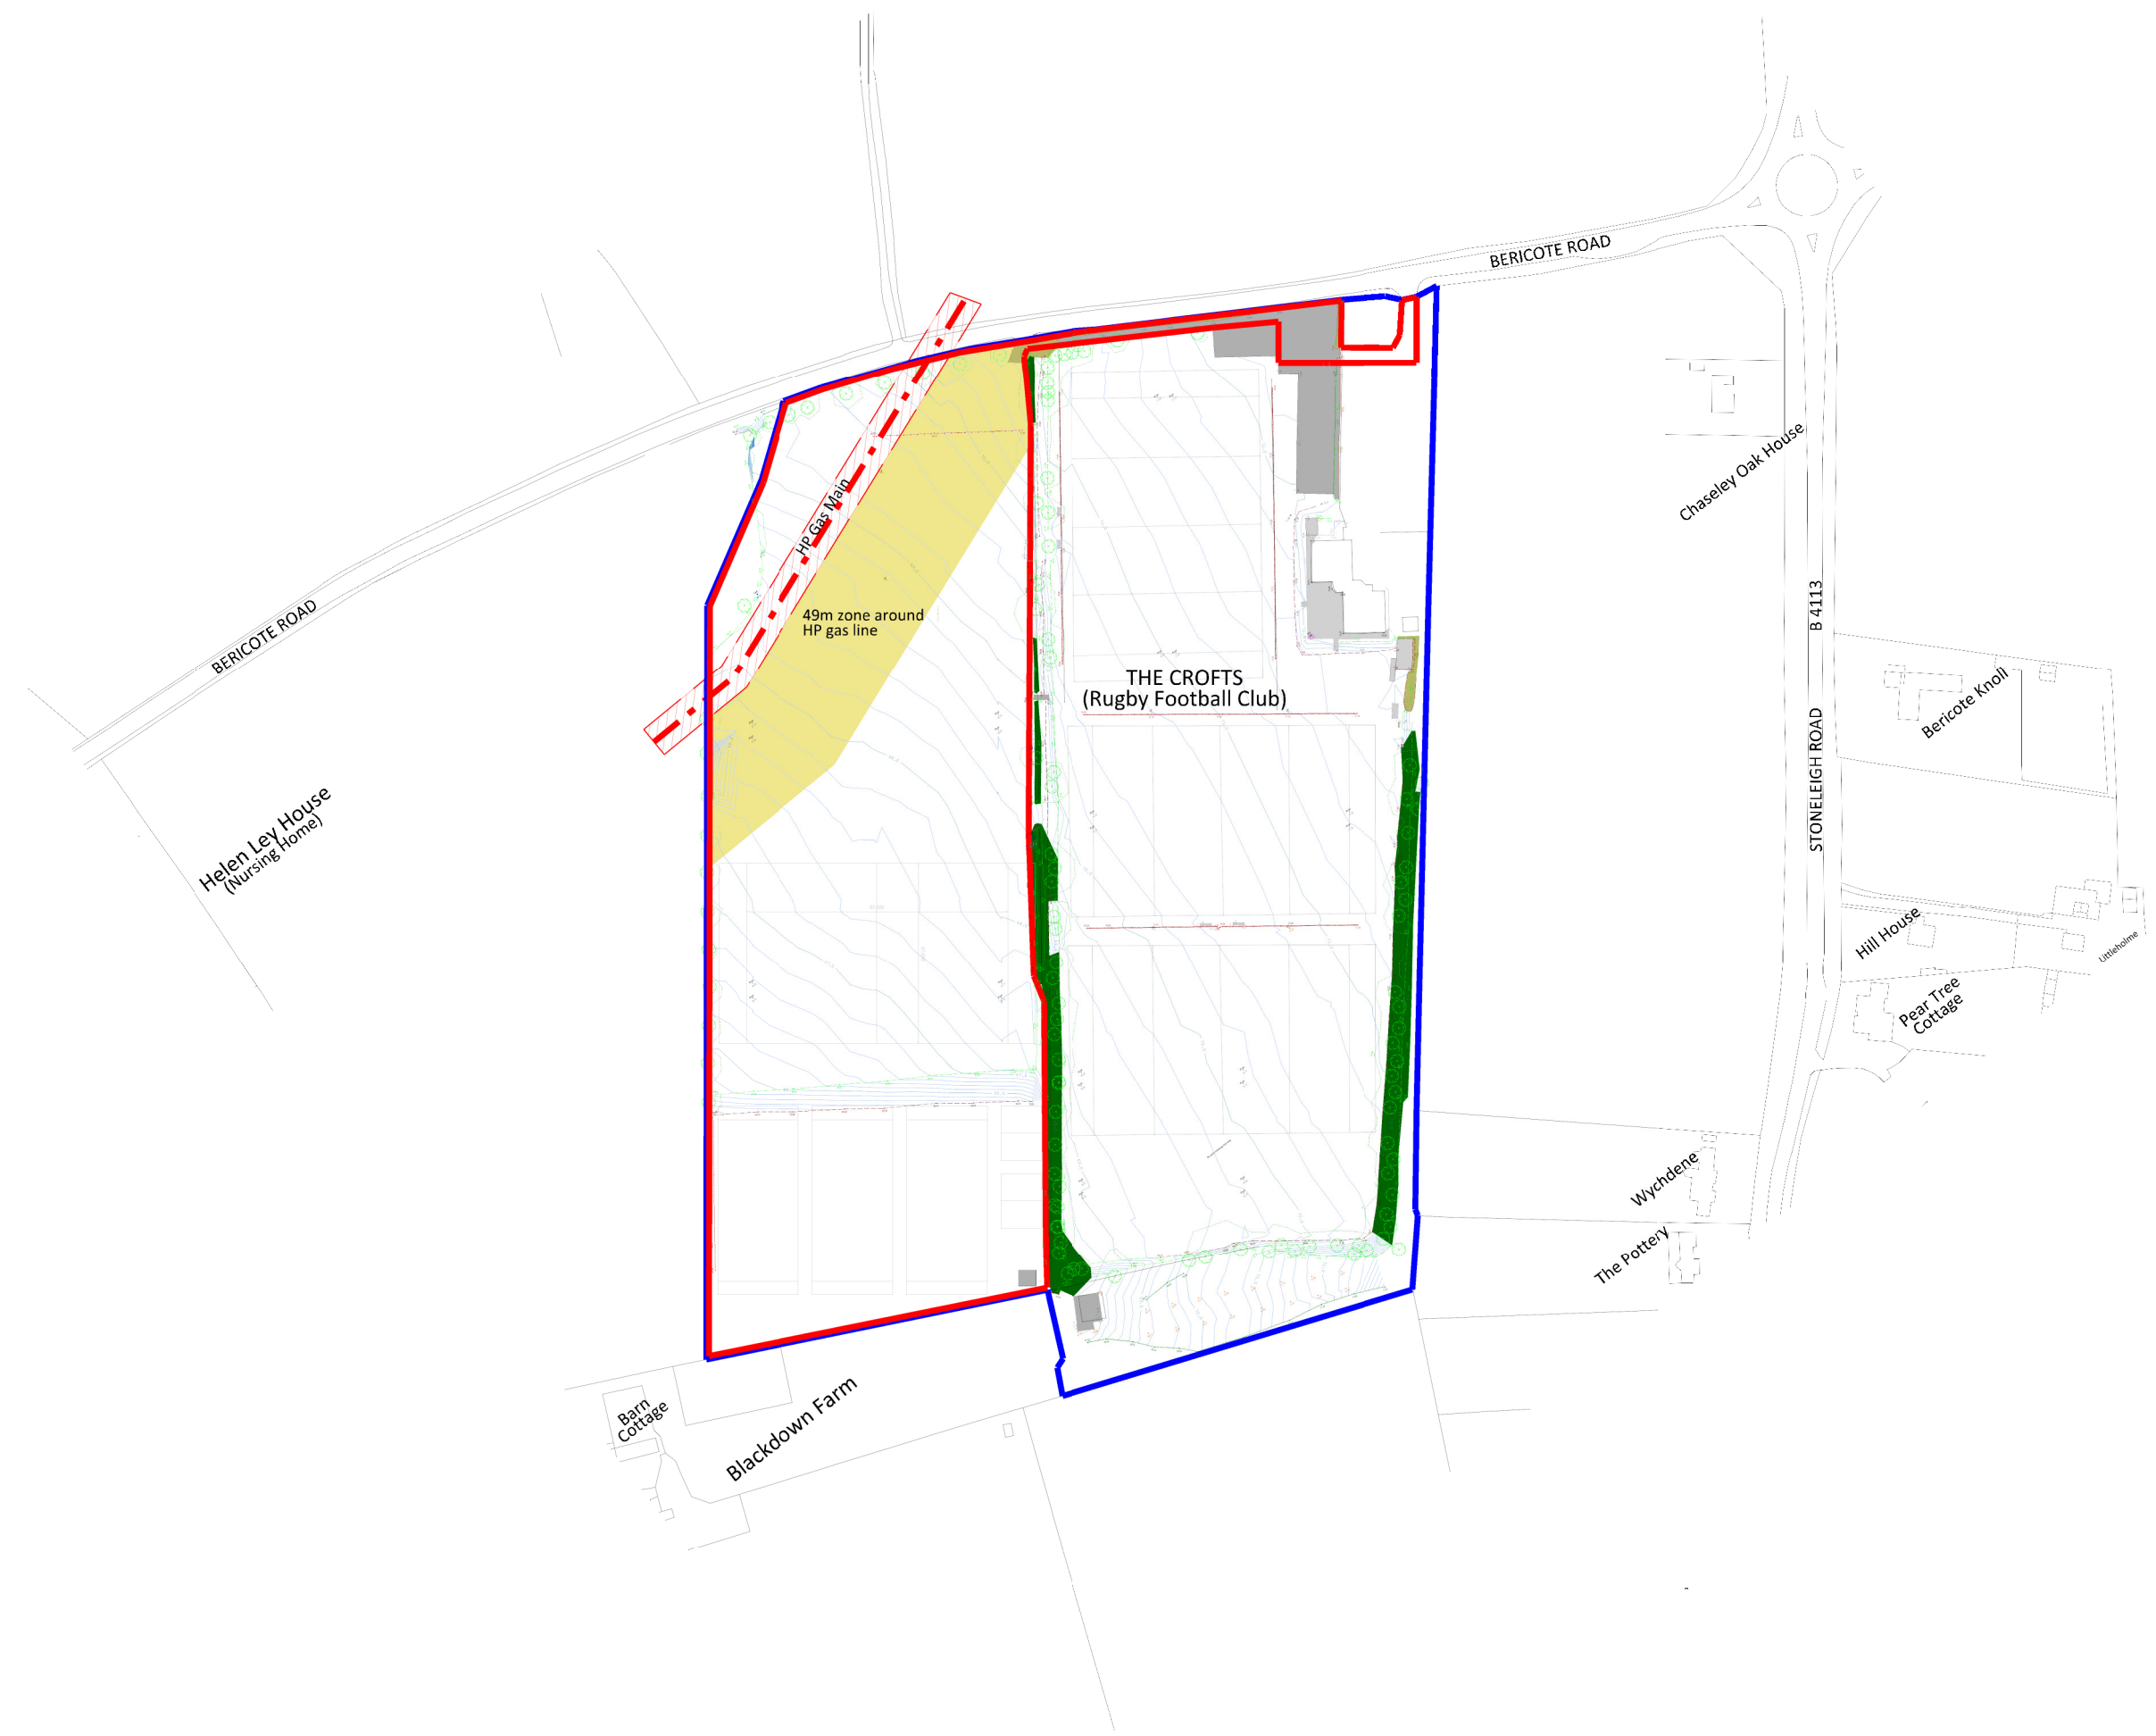 BERICOTE ROAD
HP Gas Main
Chaseley Oak House
49m zone around
HP gas line
BERICOTE ROAD
B 4113
STONELEIGH ROAD
THE CROFTS
(Rugby Football Club)
Bericote Knoll
Helen Ley House
(Nursing Home)
Hill House
Littleholme
Pear Tree
Cottage
Wychdene
The Pottery
Barn
Cottage
Blackdown Farm